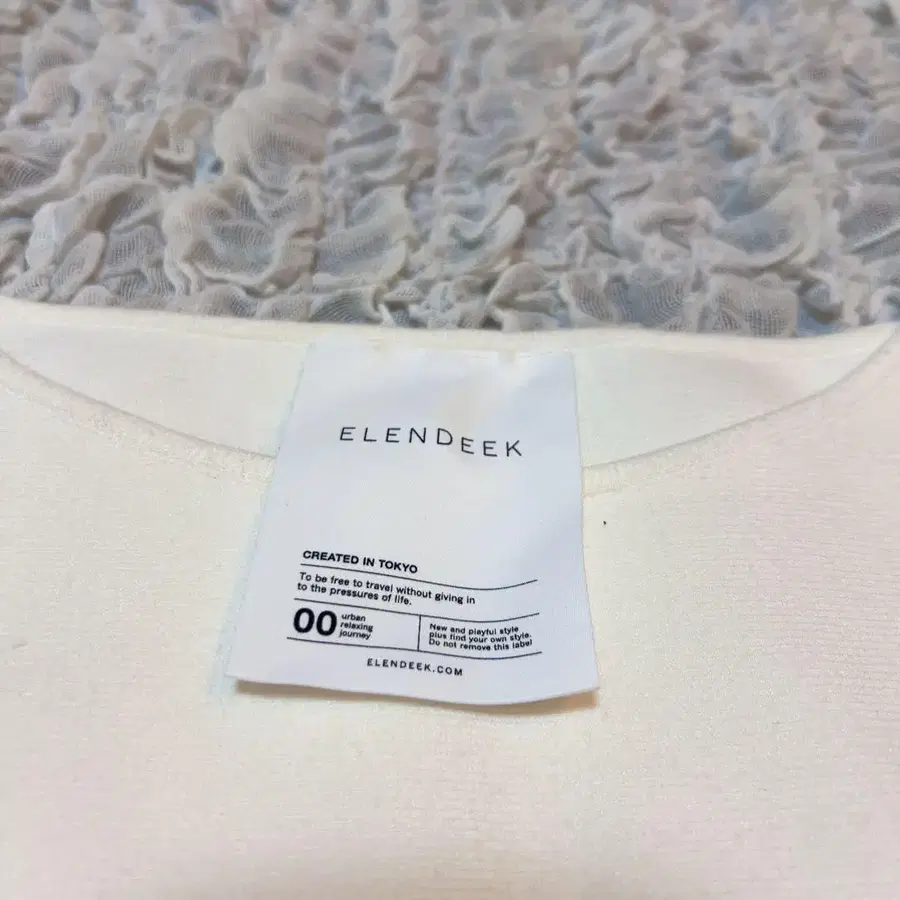 ELENDEEK
CREATED IN TOKYO
To be free to travel without giving in
to the pressures of life.
00
urban
relaxing
journey
New and playful style
plus find your own style.
Do not remove this label
ELENDEEK.COM